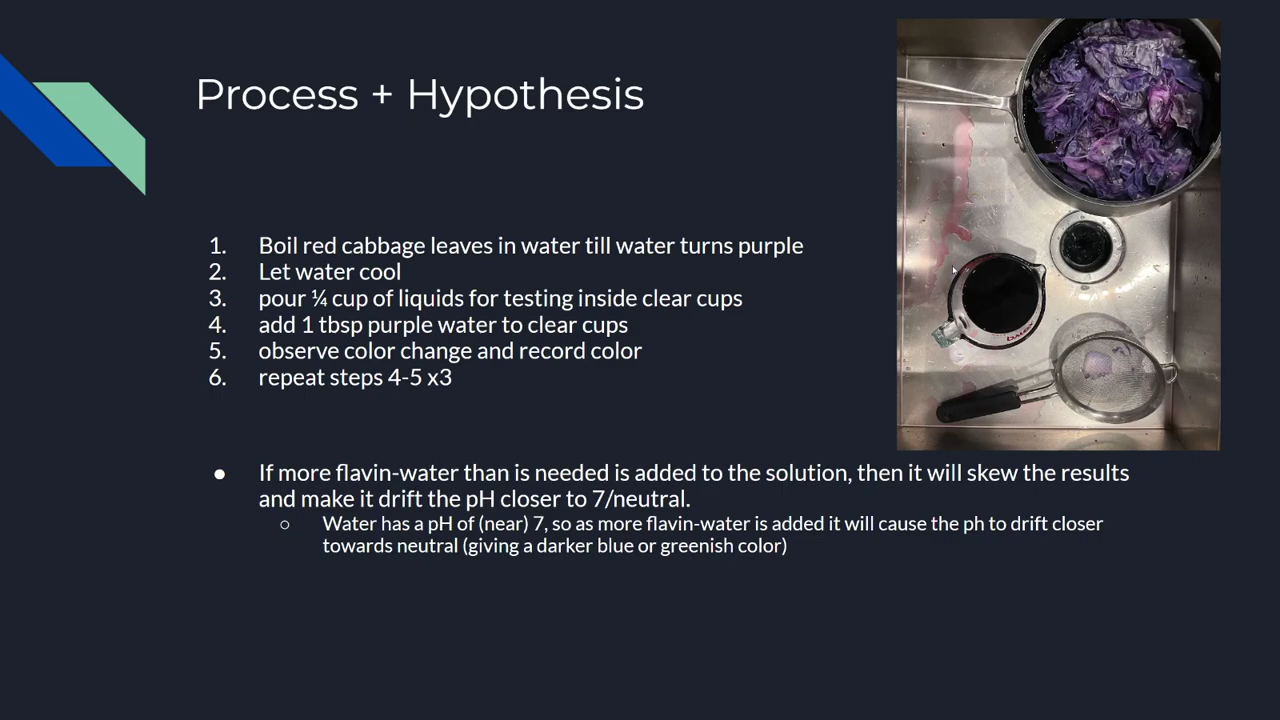 Process + Hypothesis
1. Boil red cabbage leaves in water till water turns purple
2. Let water cool
3. pour ¼ cup of liquids for testing inside clear cups
4. add 1 tbsp purple water to clear cups
5. observe color change and record color
6. repeat steps 4-5 x3
● If more flavin-water than is needed is added to the solution, then it will skew the results
and make it drift the pH closer to 7/neutral.
○ Water has a pH of (near) 7, so as more flavin-water is added it will cause the ph to drift closer
towards neutral (giving a darker blue or greenish color)